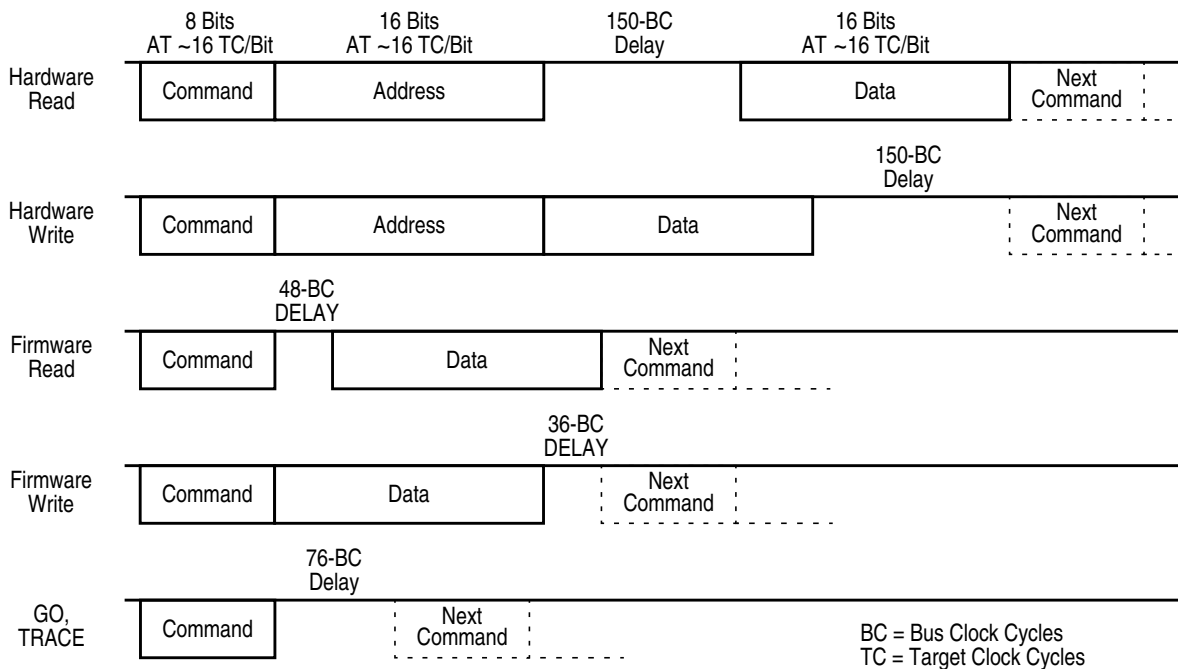 8 Bits
AT ~16 TC/Bit
16 Bits
AT ~16 TC/Bit
150-BC
Delay
16 Bits
AT ~16 TC/Bit
Hardware
Read
Command
Address
Data
Next
Command
150-BC
Delay
Hardware
Write
Command
Address
Data
Next
Command
48-BC
DELAY
Firmware
Read
Command
Data
Next
Command
36-BC
DELAY
Firmware
Write
Command
Data
Next
Command
76-BC
Delay
GO,
TRACE
Command
Next
Command
BC = Bus Clock Cycles
TC = Target Clock Cycles